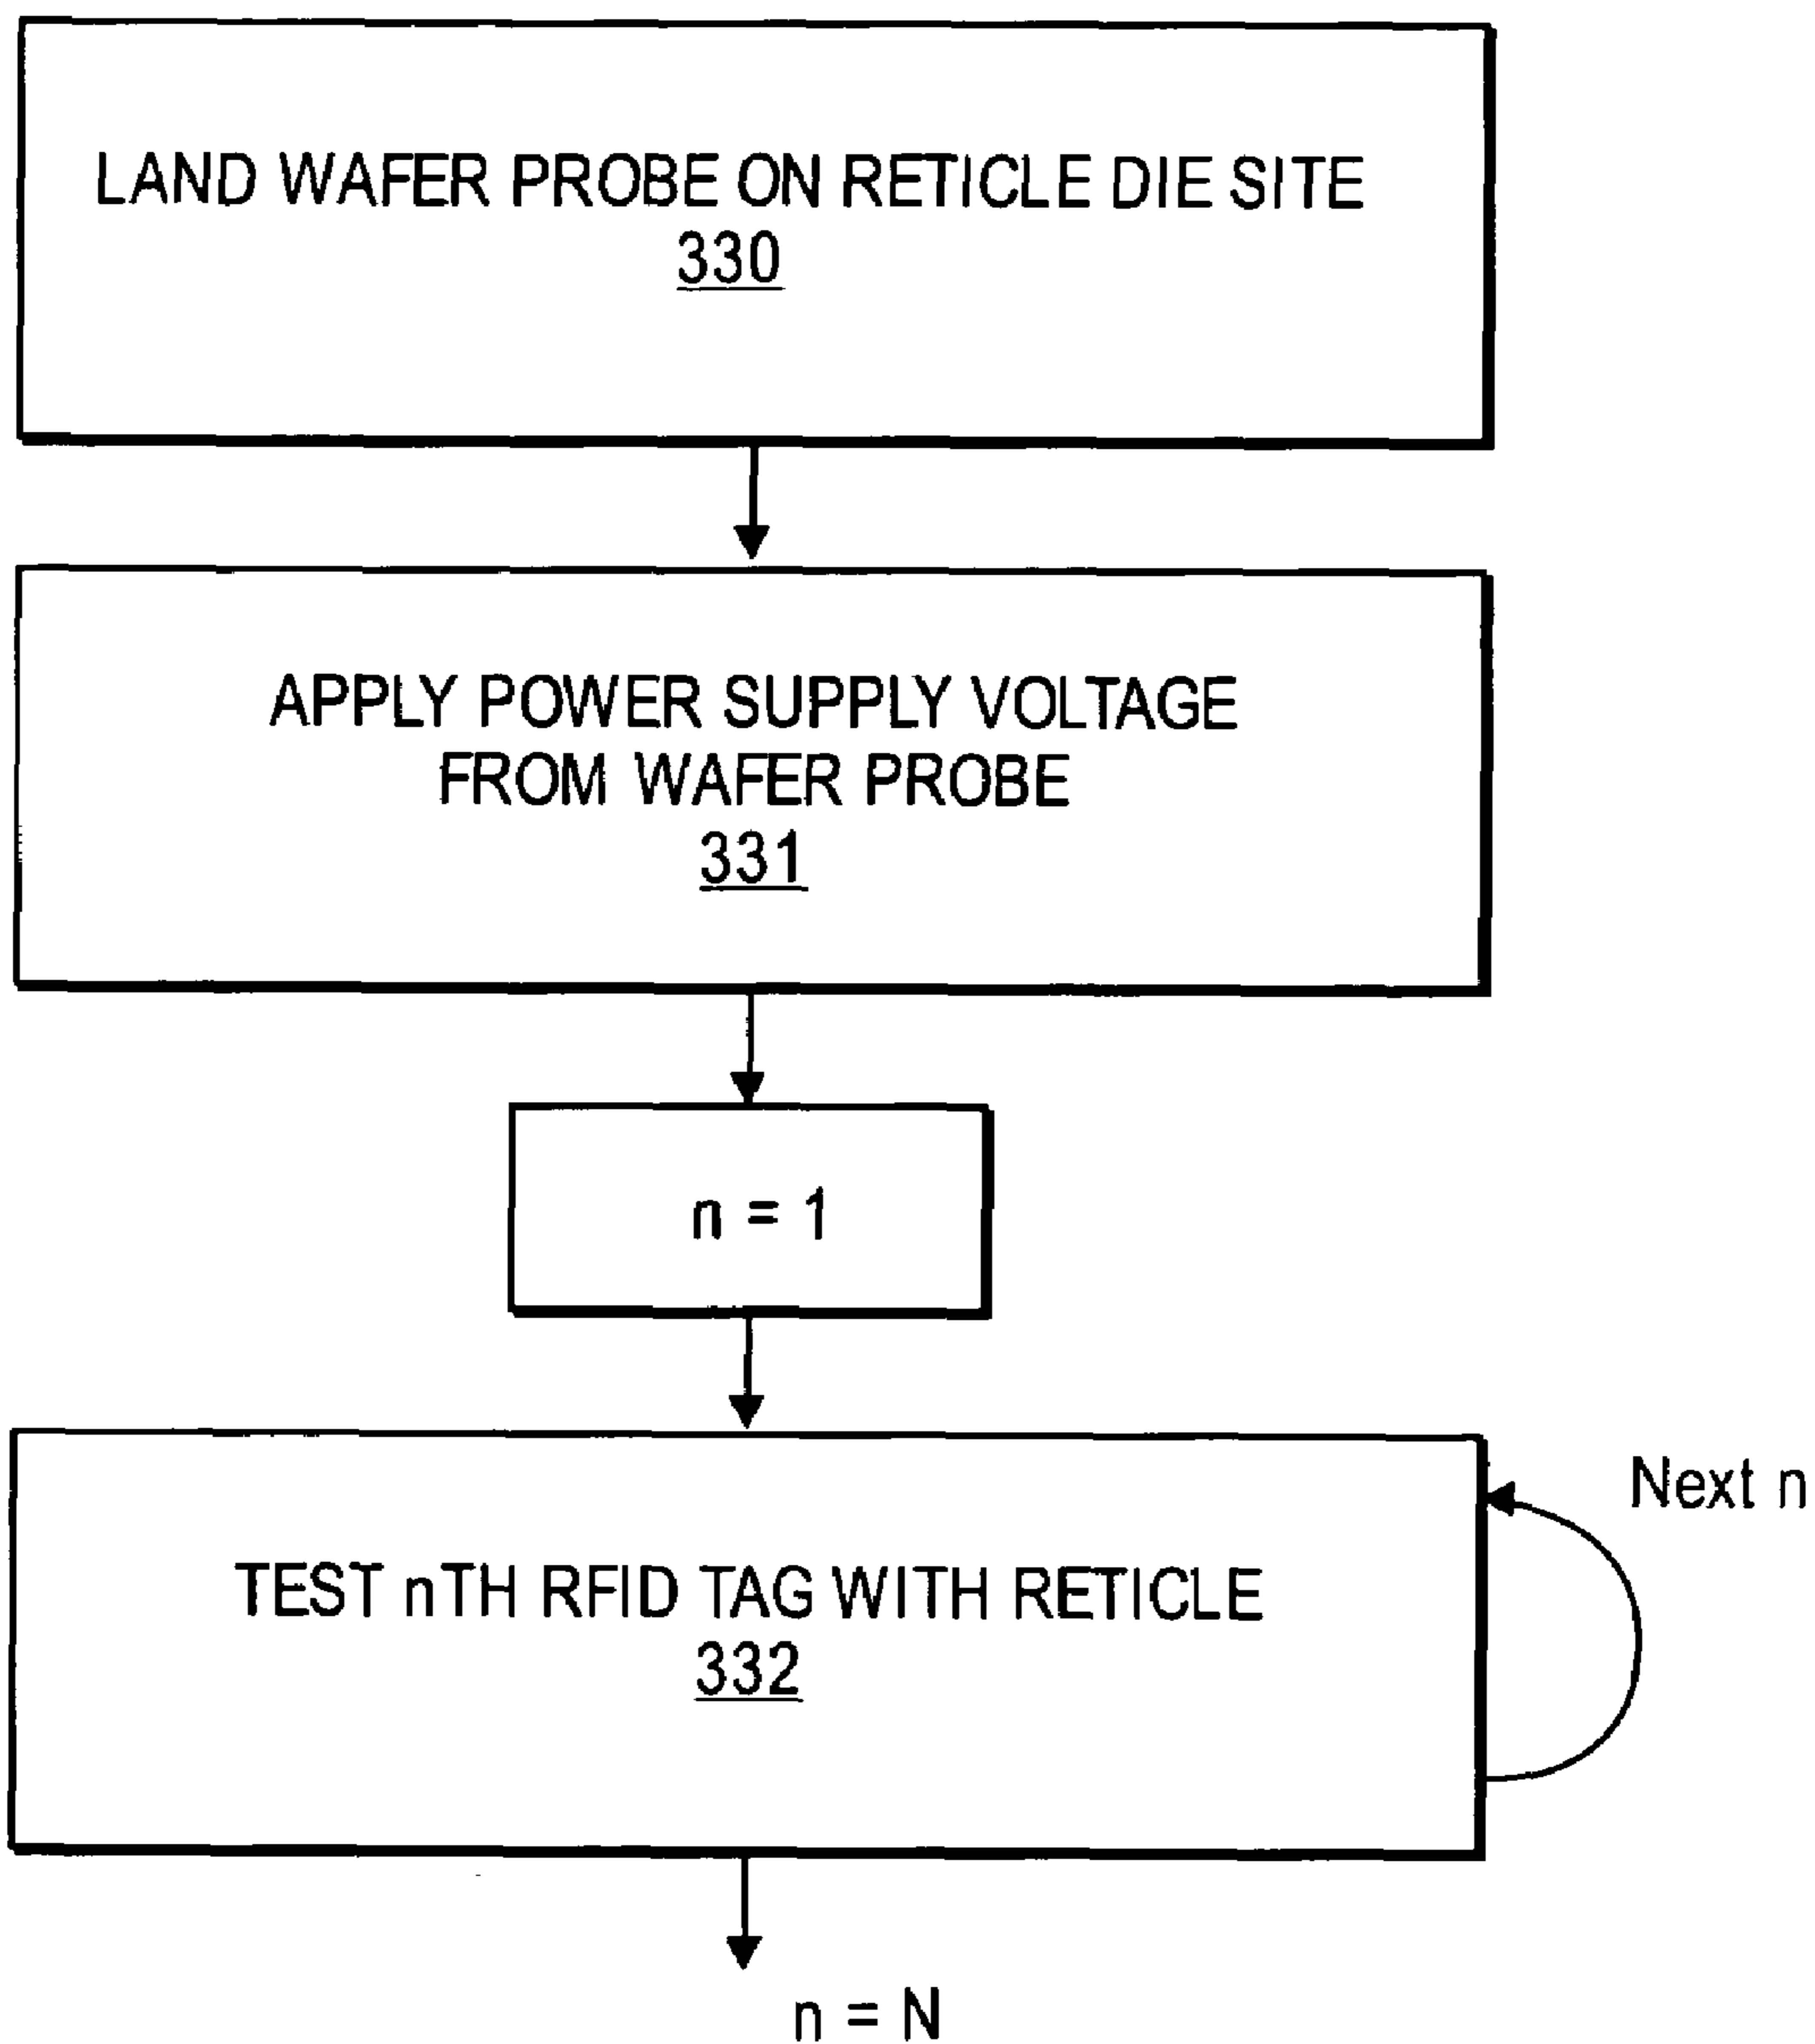 LAND WAFER PROBE ON RETICLE DIE SITE
330
APPLY POWER SUPPLY VOLTAGE
FROM WAFER PROBE
331
n = 1
Next n
TEST nTH RFID TAG WITH RETICLE
332
n = N